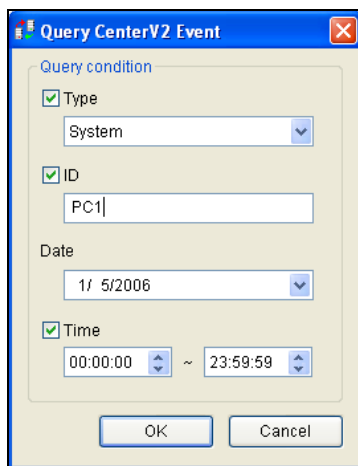 Query CenterV2 Event
Query condition
Type
System
ID
PC1
Date
1/ 5/2006
Time
00:00:00 ~ 23:59:59
OK Cancel